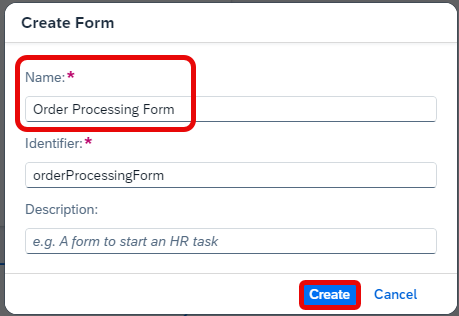 Create Form
Name:*
Order Processing Form
Identifier:*
orderProcessingForm
Description:
e.g. A form to start an HR task
Create Cancel